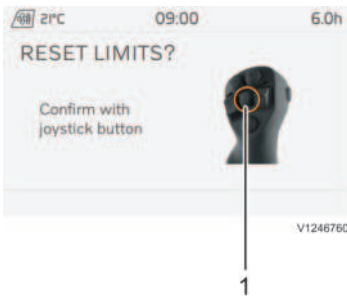 21°C 09:00 6.0h
RESET LIMITS?
Confirm with
joystick button
V1246760
1